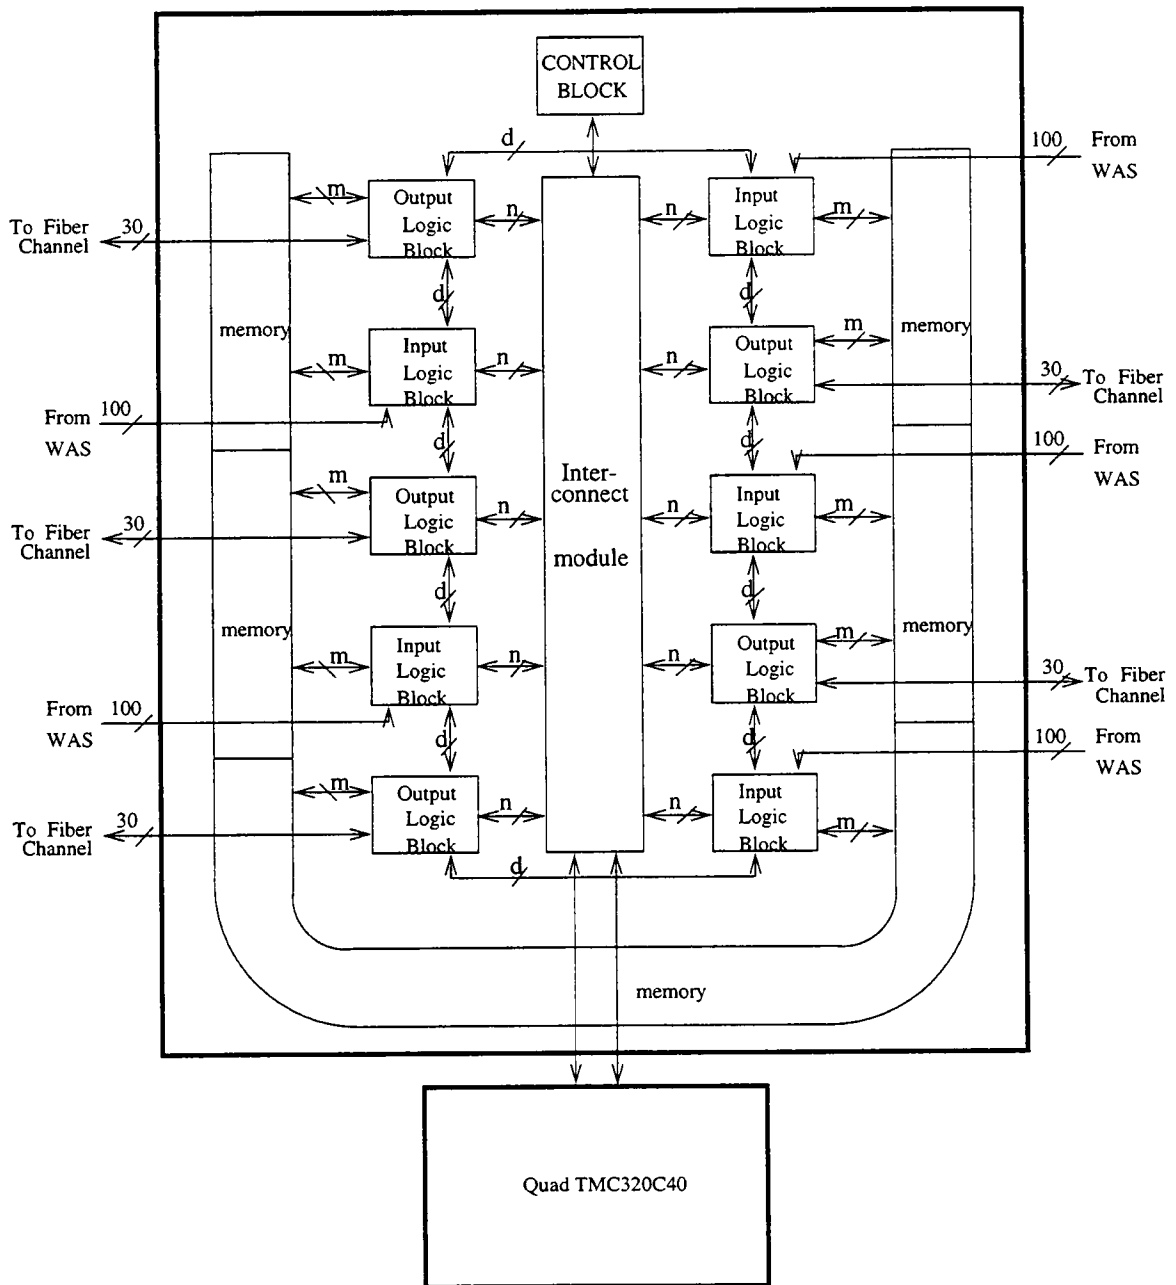 CONTROL
BLOCK
d
100 From
WAS
m
Output
Logic
Block
n
n
Input
Logic
Block
m
To Fiber
Channel
30
d
d
memory
m
Input
Logic
Block
n
n
Output
Logic
Block
m
memory
30
To Fiber
Channel
From
WAS
100
d
d
100 From
WAS
m
Output
Logic
Block
n
Inter-
connect
module
n
Input
Logic
Block
m
To Fiber
Channel
30
d
d
memory
m
Input
Logic
Block
n
n
Output
Logic
Block
m
memory
30
To Fiber
Channel
From
WAS
100
d
d
100 From
WAS
m
Output
Logic
Block
n
n
Input
Logic
Block
m
To Fiber
Channel
30
d
memory
Quad TMC320C40